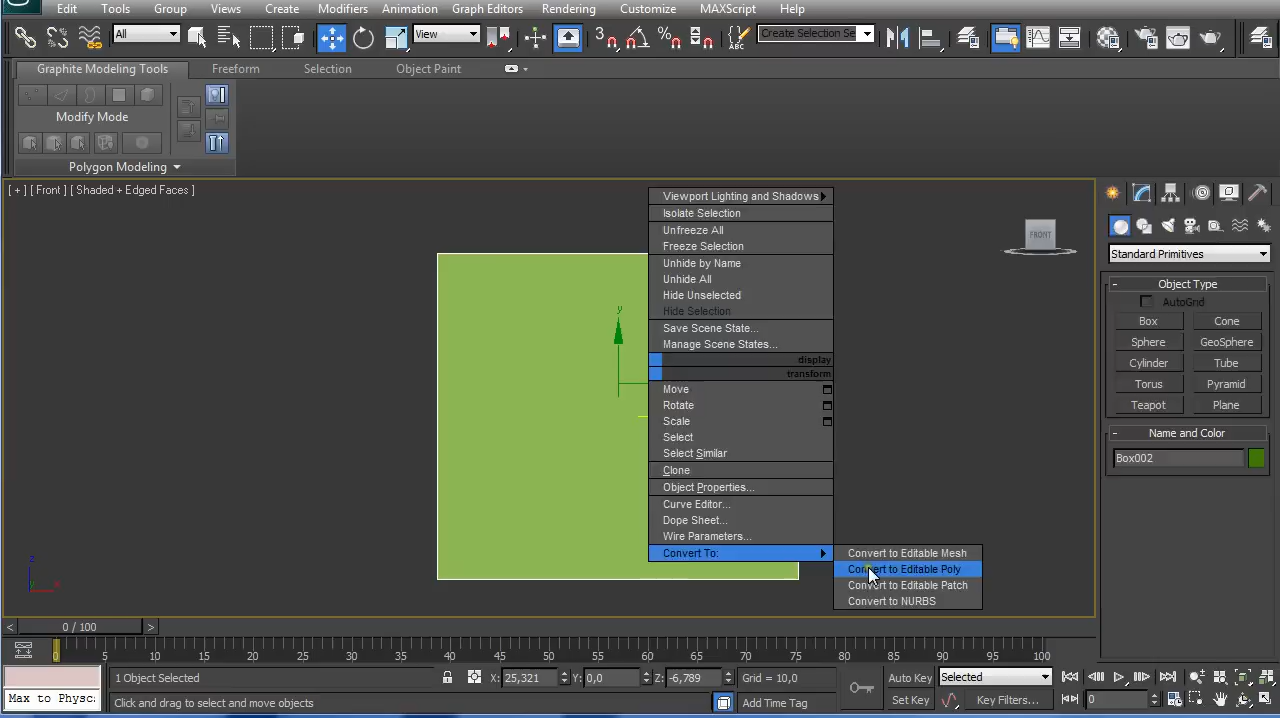 Edit Tools Group Views Create Modifiers Animation Graph Editors Rendering Customize MAXScript Help
All View 3 ABC Create Selection Se
Graphite Modeling Tools Freeform Selection Object Paint
Modify Mode
Polygon Modeling
[ + ] [ Front ] [ Shaded + Edged Faces ]
FRONT
y
z
y x
Viewport Lighting and Shadows
Isolate Selection
Unfreeze All
Freeze Selection
Unhide by Name
Unhide All
Hide Unselected
Hide Selection
Save Scene State...
Manage Scene States...
display
transform
Move
Rotate
Scale
Select
Select Similar
Clone
Object Properties...
Curve Editor...
Dope Sheet...
Wire Parameters...
Convert To:
Convert to Editable Mesh
Convert to Editable Poly
Convert to Editable Patch
Convert to NURBS
Standard Primitives
- Object Type
AutoGrid
Box Cone
Sphere GeoSphere
Cylinder Tube
Torus Pyramid
Teapot Plane
- Name and Color
Box002
< 0 / 100 >
0 5 10 15 20 25 30 35 40 45 50 55 60 65 70 75 80 85 90 95 100
1 Object Selected X: 25,321 Y: 0,0 Z: -6,789 Grid = 10,0 Auto Key Selected
Max to Physcs
Click and drag to select and move objects Add Time Tag Set Key Key Filters... 0